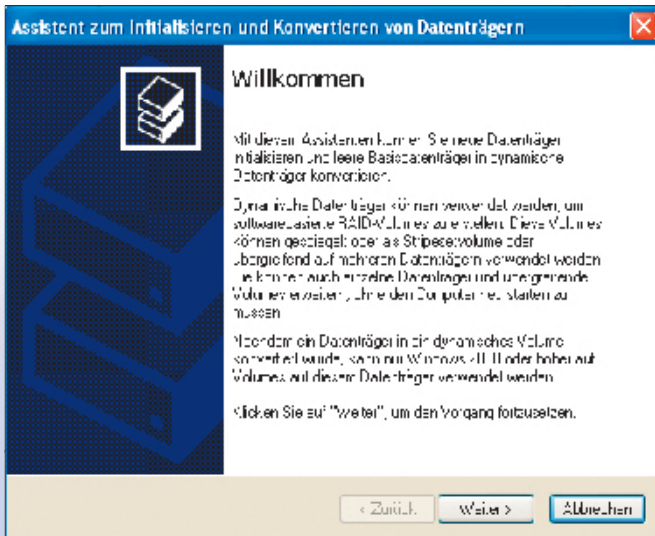 Assistent zum Initialisieren und Konvertieren von Datenträgern
Willkommen
Mit diesem Assistenten können Sie neue Datenträger
initialisieren und leere Basisdatenträger in dynamische
Datenträger konvertieren.
Dynamische Datenträger können verwendet werden, um
softwarebasierte RAID-Volumes zu erstellen. Diese Volumes
können gespiegelt oder als Stripesetvolume oder
übergreifend auf mehreren Datenträgern verwendet werden.
Sie können auch einzelne Datenträger und übergreifende
Volumes erweitern, ohne den Computer neu starten zu
müssen.
Nachdem ein Datenträger in ein dynamisches Volume
konvertiert wurde, kann nur Windows 2000 oder höher auf
Volumes auf diesem Datenträger verwendet werden.
Klicken Sie auf "Weiter", um den Vorgang fortzusetzen.
< Zurück Weiter > Abbrechen